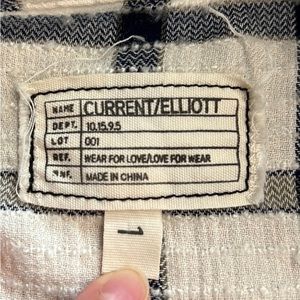 NAME CURRENT/ELLIOTT
DEPT. 10.15.9.5
LOT 001
REF. WEAR FOR LOVE/LOVE FOR WEAR
MNF. MADE IN CHINA
1